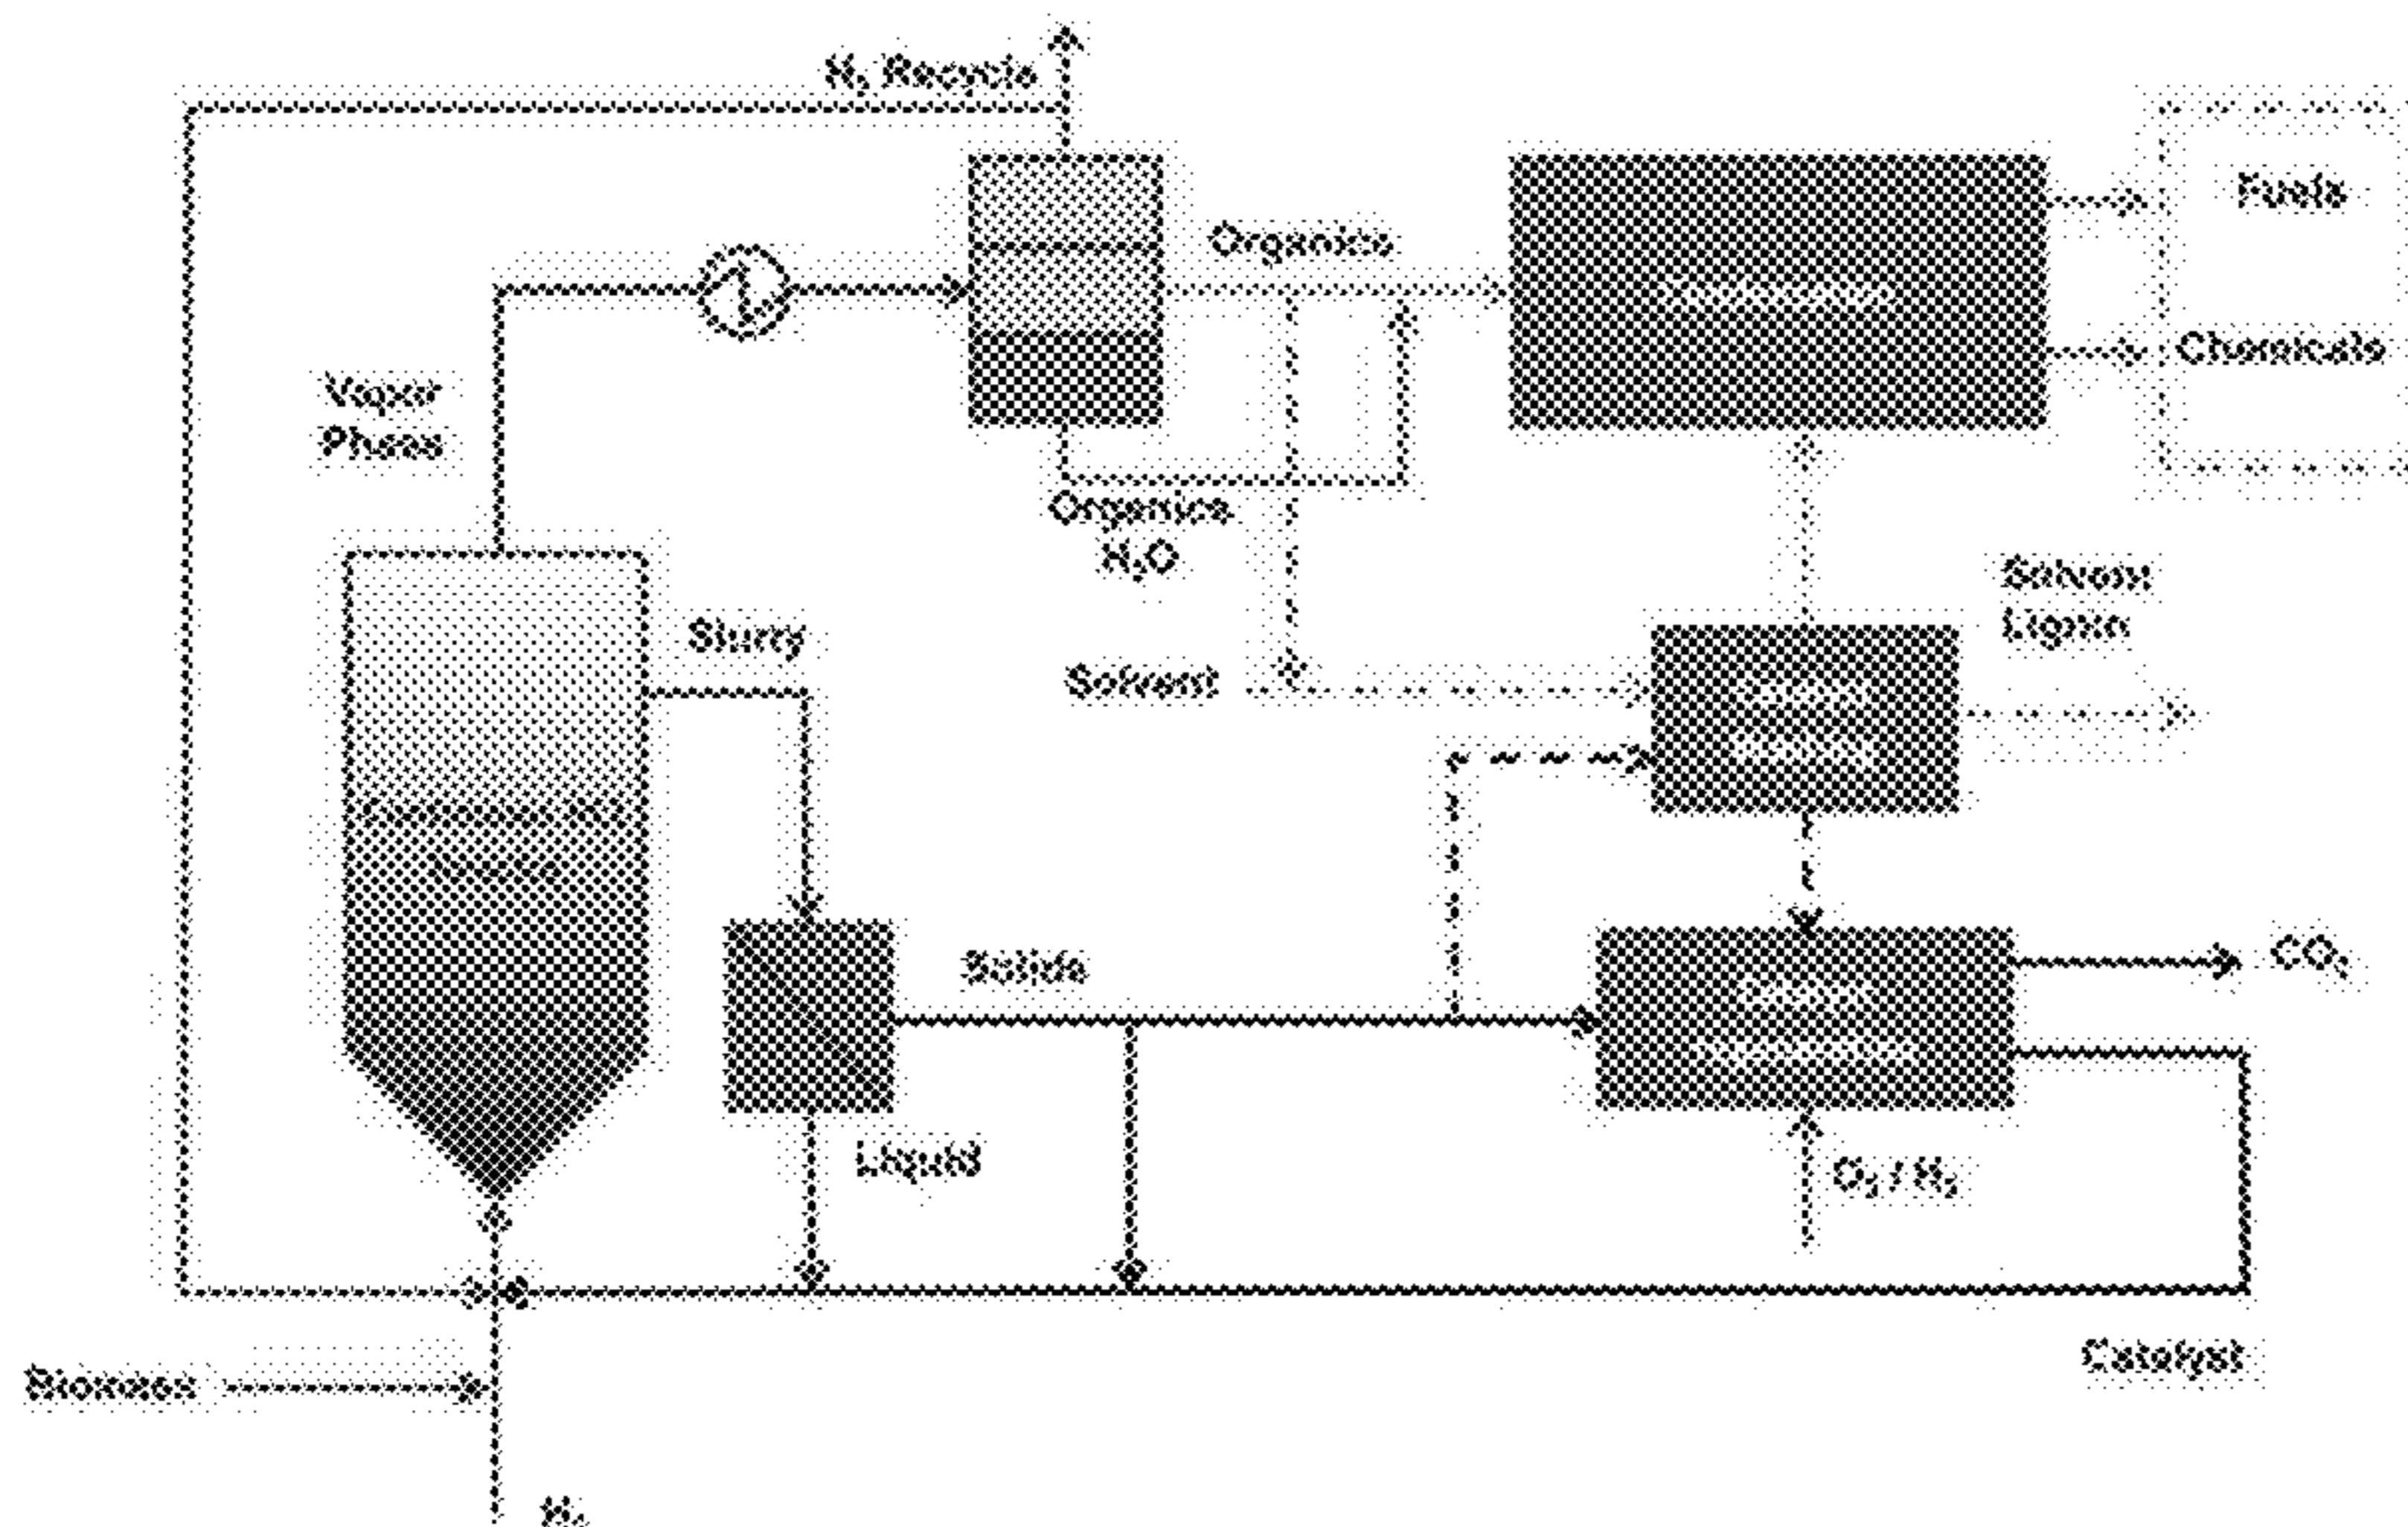 H₂ Recycle
Organics
Fuels
Chemicals
Vapor
Phase
Organics
H₂O
Slurry
Solvent
Solvent
Lignin
Solids
CO₂
Liquid
O₂ / H₂
Catalyst
Biomass
H₂